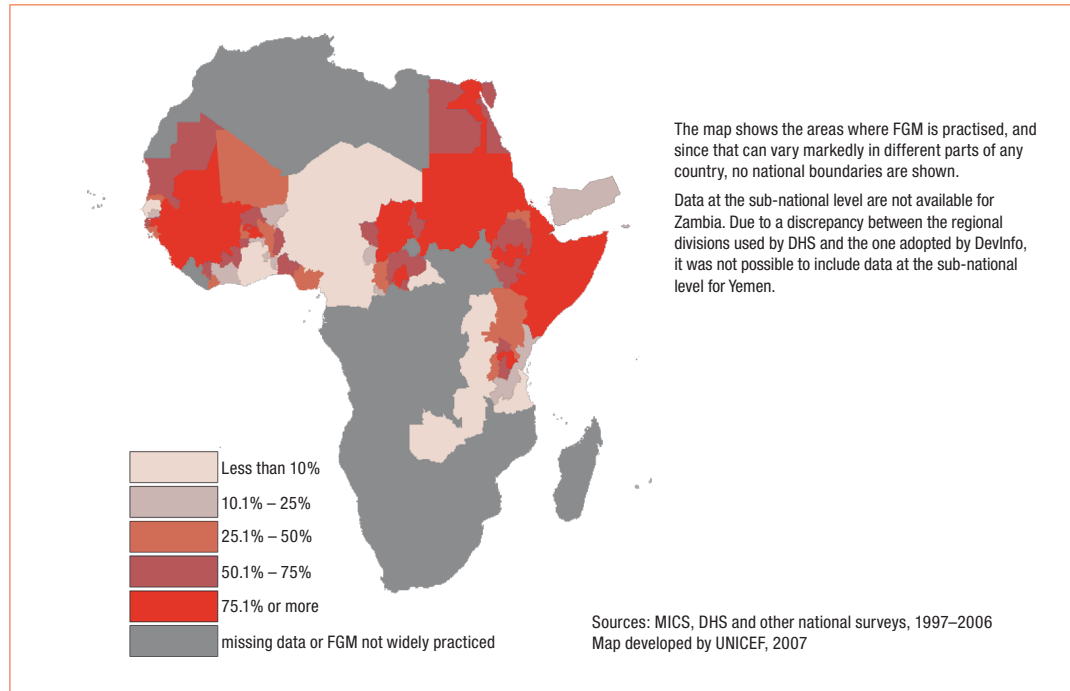 The map shows the areas where FGM is practised, and
since that can vary markedly in different parts of any
country, no national boundaries are shown.
Data at the sub-national level are not available for
Zambia. Due to a discrepancy between the regional
divisions used by DHS and the one adopted by DevInfo,
it was not possible to include data at the sub-national
level for Yemen.
Less than 10%
10.1% – 25%
25.1% – 50%
50.1% – 75%
75.1% or more
missing data or FGM not widely practiced
Sources: MICS, DHS and other national surveys, 1997–2006
Map developed by UNICEF, 2007